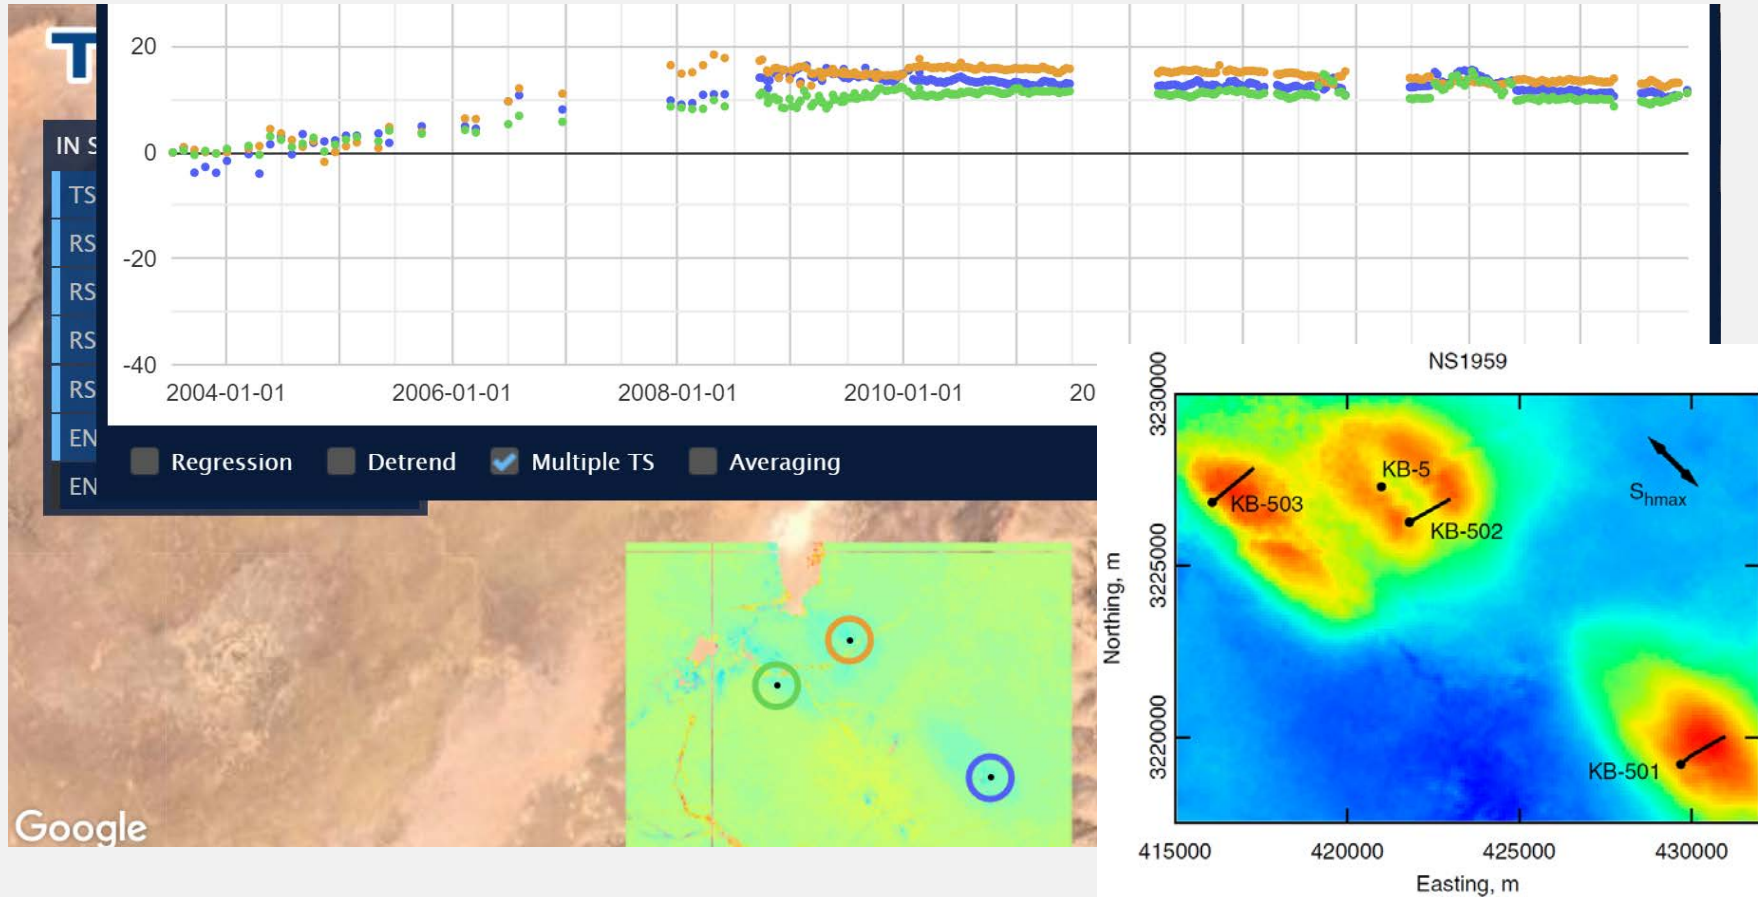 T
20
0
-20
-40
2004-01-01 2006-01-01 2008-01-01 2010-01-01 20
IN S
TS
RS
RS
RS
RS
EN
EN
Regression Detrend Multiple TS Averaging
Google
NS1959
3230000
3225000
3220000
Northing, m
KB-5
KB-503
KB-502
Shmax
KB-501
415000 420000 425000 430000
Easting, m